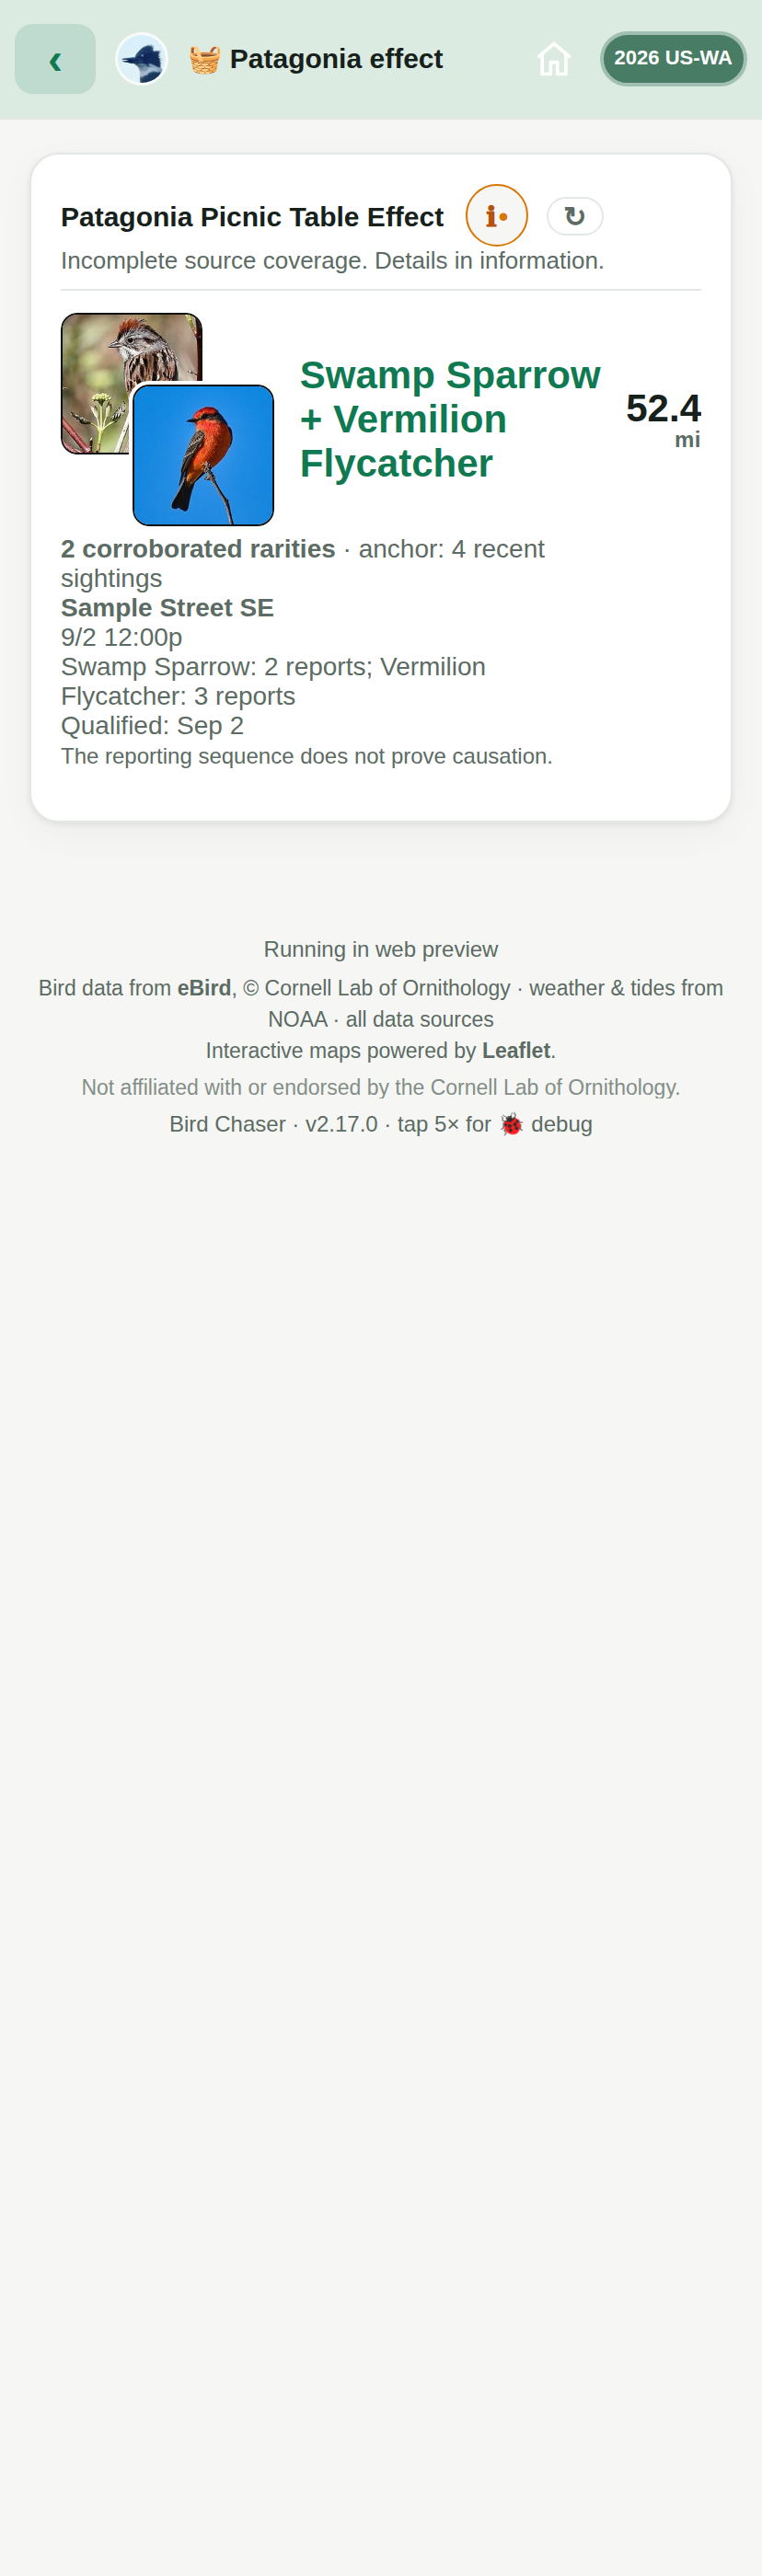 ‹ 🧺 Patagonia effect 2026 US-WA
Patagonia Picnic Table Effect ℹ• ↻
Incomplete source coverage. Details in information.
Swamp Sparrow
+ Vermilion
Flycatcher
52.4
mi
2 corroborated rarities · anchor: 4 recent
sightings
Sample Street SE
9/2 12:00p
Swamp Sparrow: 2 reports; Vermilion
Flycatcher: 3 reports
Qualified: Sep 2
The reporting sequence does not prove causation.
Running in web preview
Bird data from eBird, © Cornell Lab of Ornithology · weather & tides from
NOAA · all data sources
Interactive maps powered by Leaflet.
Not affiliated with or endorsed by the Cornell Lab of Ornithology.
Bird Chaser · v2.17.0 · tap 5× for 🐞 debug